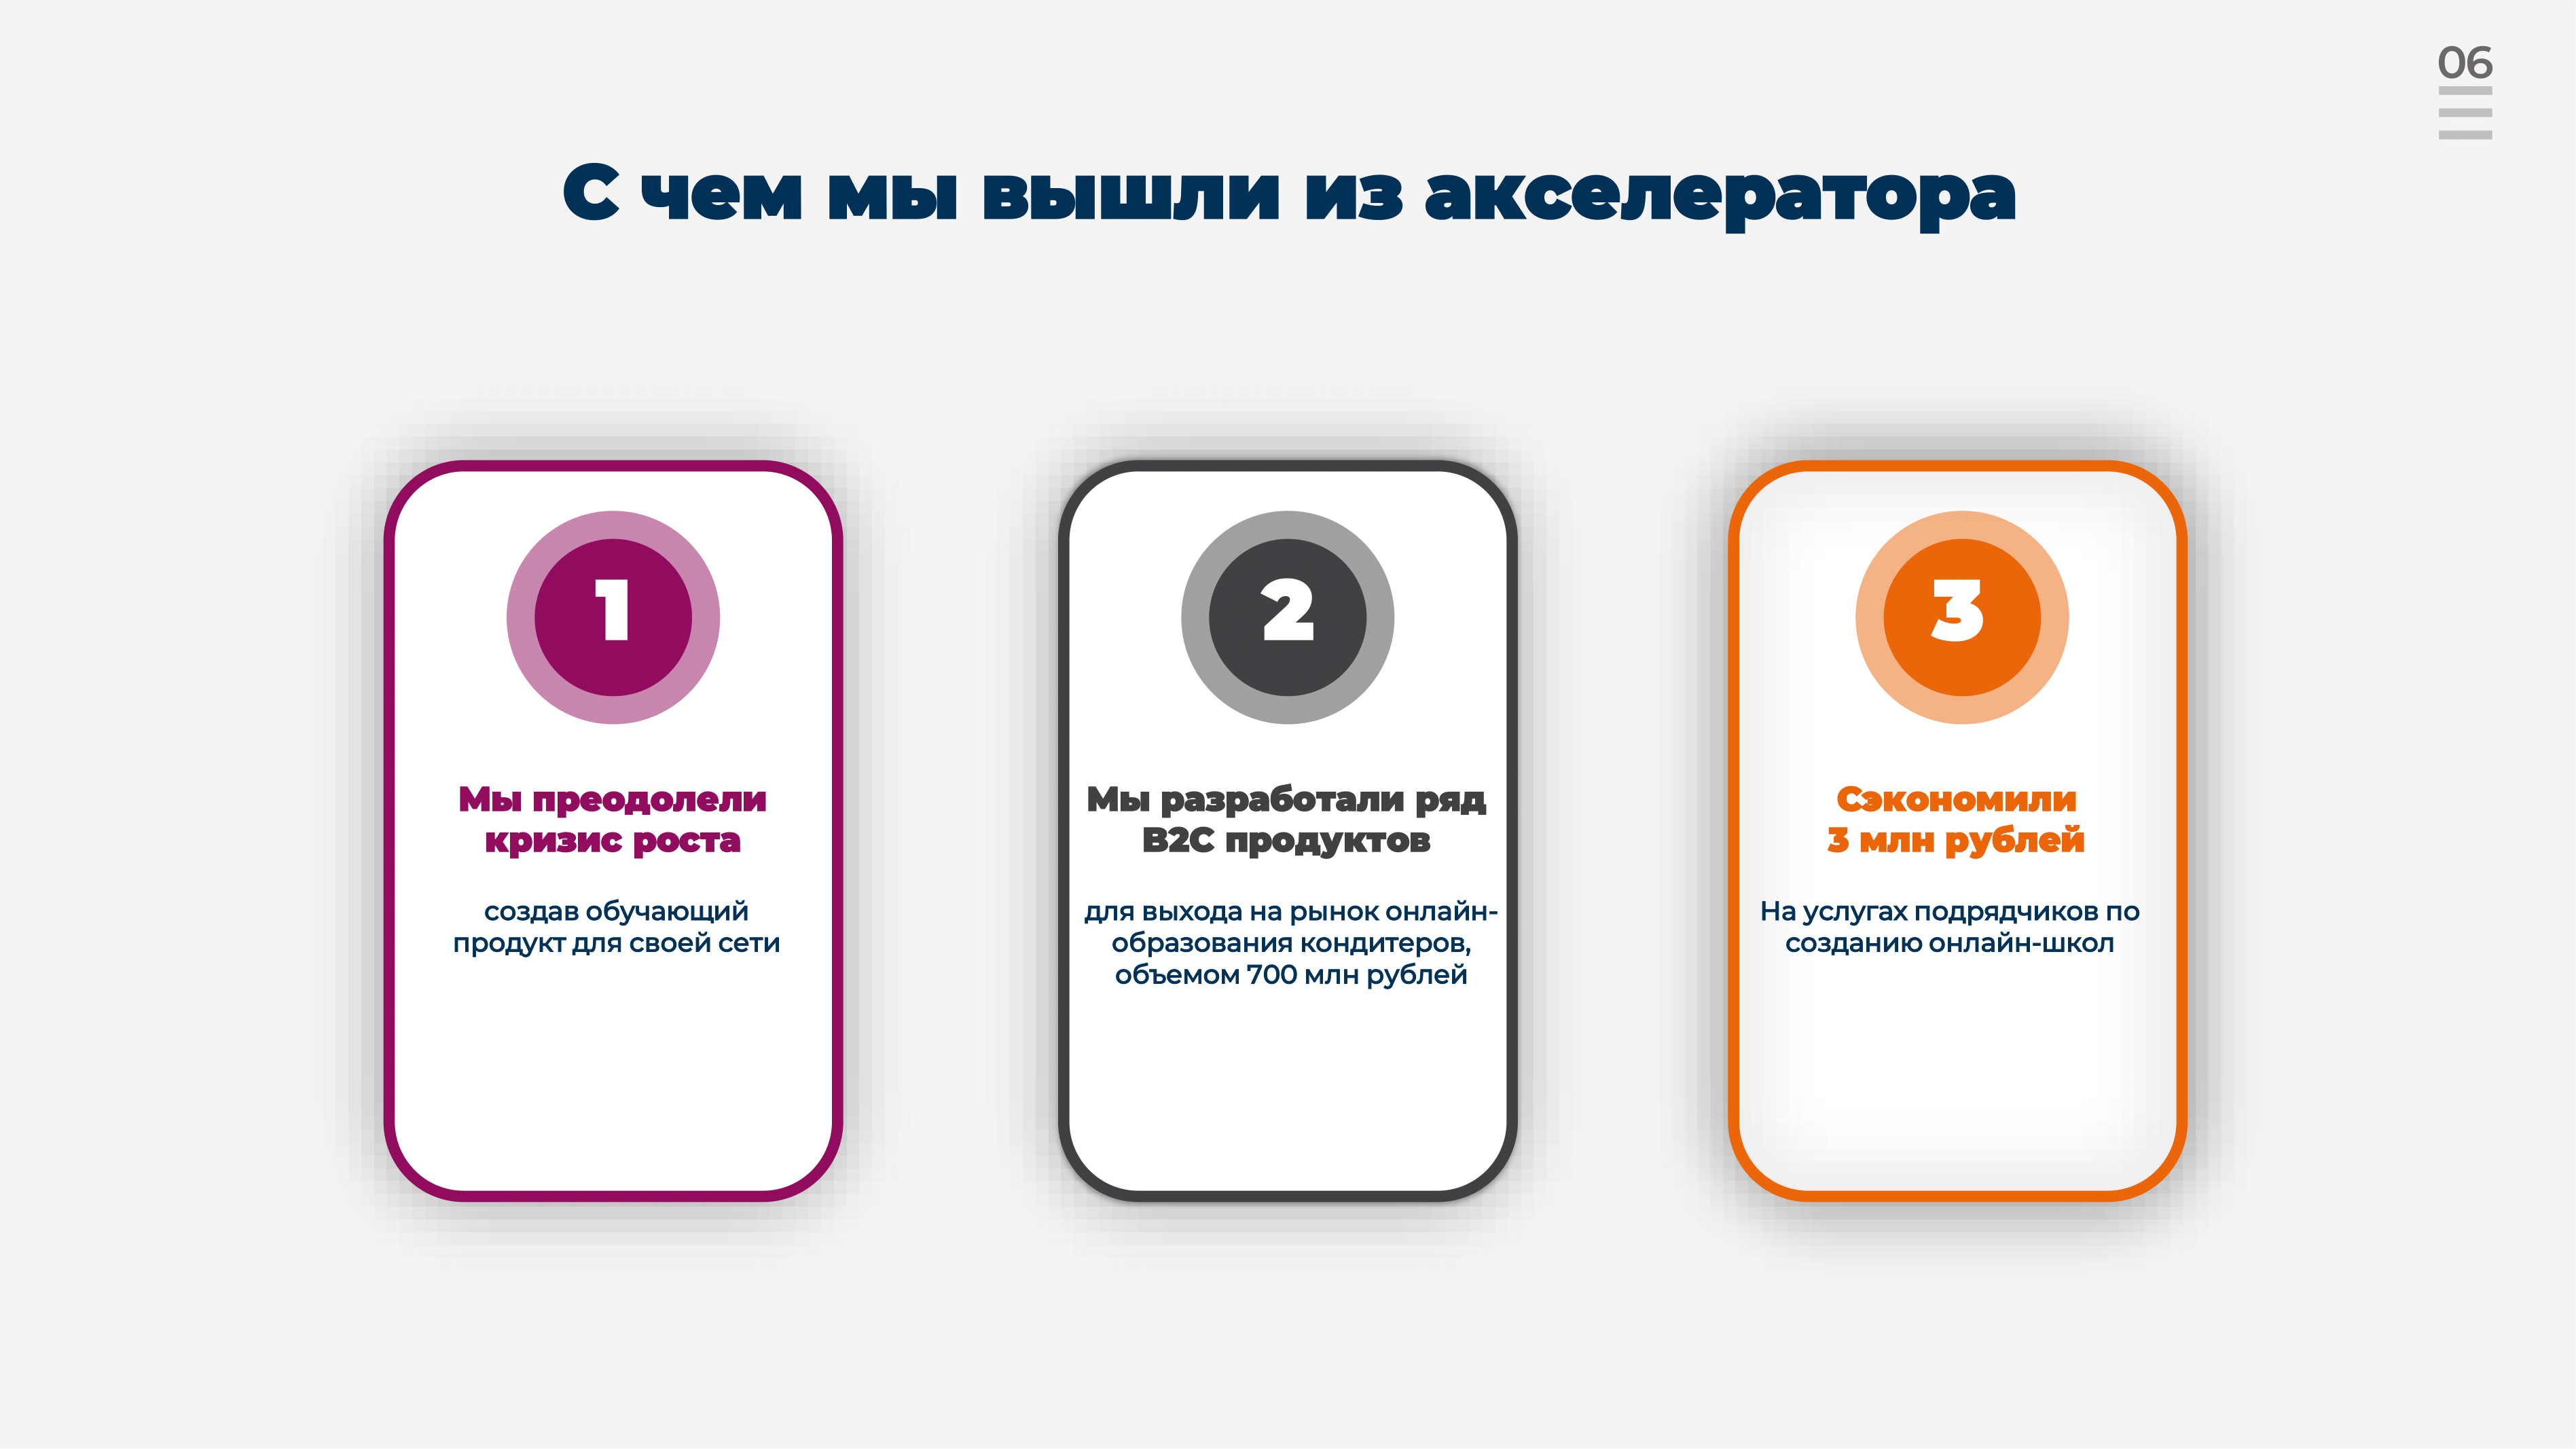 06
С чем мы вышли из акселератора
1
Мы преодолели
кризис роста
создав обучающий
продукт для своей сети
2
Мы разработали ряд
B2C продуктов
для выхода на рынок онлайн-
образования кондитеров,
объемом 700 млн рублей
3
Сэкономили
3 млн рублей
На услугах подрядчиков по
созданию онлайн-школ